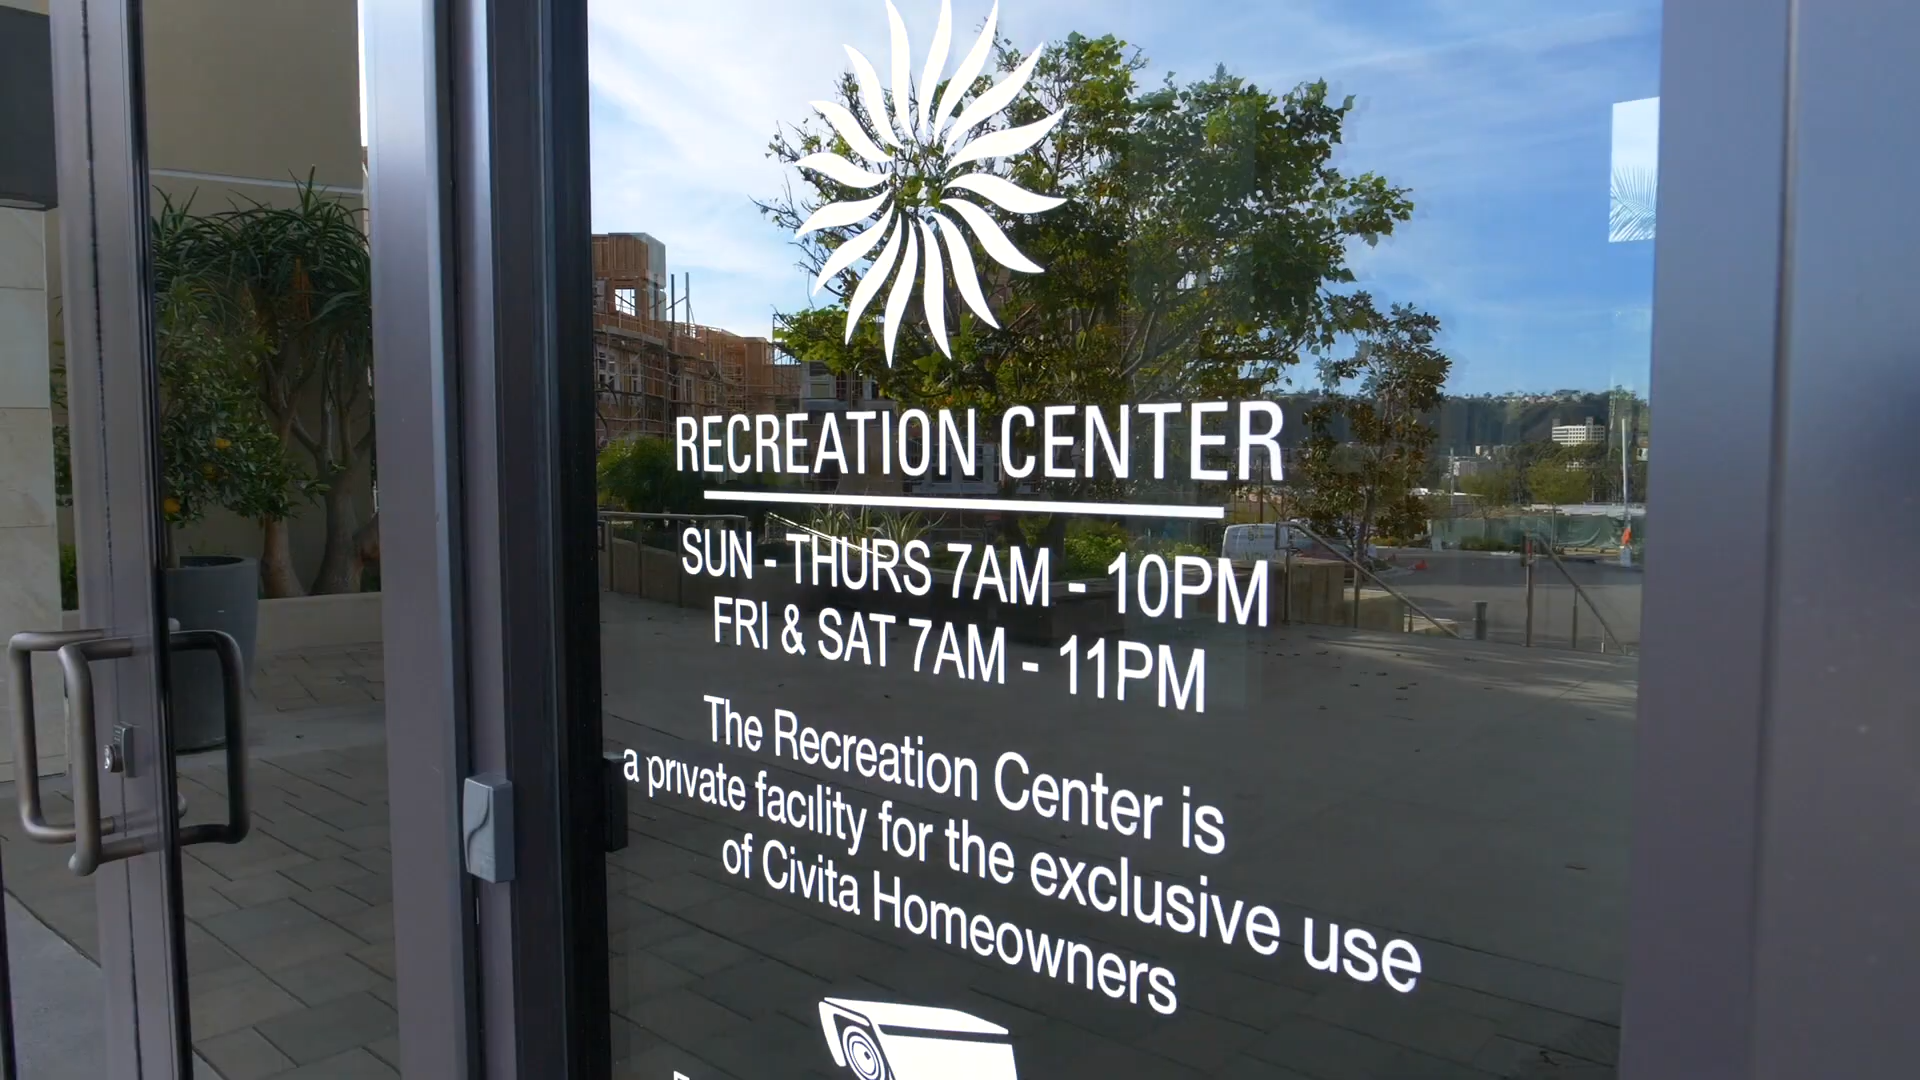 RECREATION CENTER
SUN - THURS 7AM - 10PM
FRI & SAT 7AM - 11PM
The Recreation Center is
a private facility for the exclusive use
of Civita Homeowners